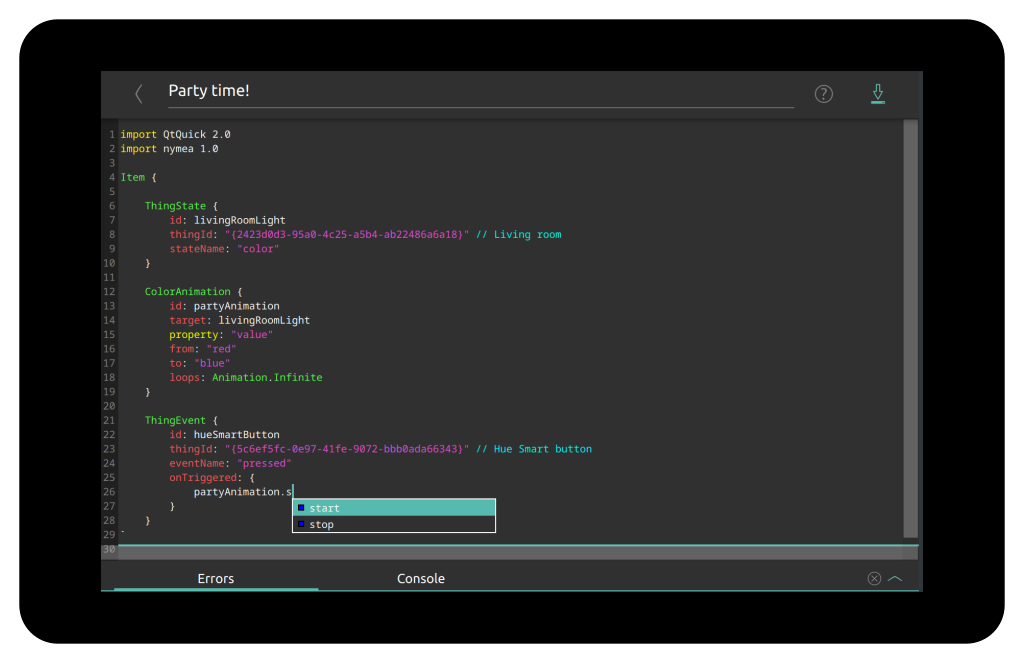 Party time!
?
1 import QtQuick 2.0
2 import nymea 1.0
3
4 Item {
5
6     ThingState {
7         id: livingRoomLight
8         thingId: "{2423d0d3-95a0-4c25-a5b4-ab22486a6a18}" // Living room
9         stateName: "color"
10     }
11
12     ColorAnimation {
13         id: partyAnimation
14         target: livingRoomLight
15         property: "value"
16         from: "red"
17         to: "blue"
18         loops: Animation.Infinite
19     }
20
21     ThingEvent {
22         id: hueSmartButton
23         thingId: "{5c6ef5fc-0e97-41fe-9072-bbb0ada66343}" // Hue Smart button
24         eventName: "pressed"
25         onTriggered: {
26             partyAnimation.s
start
27         }
stop
28     }
29
30
Errors Console